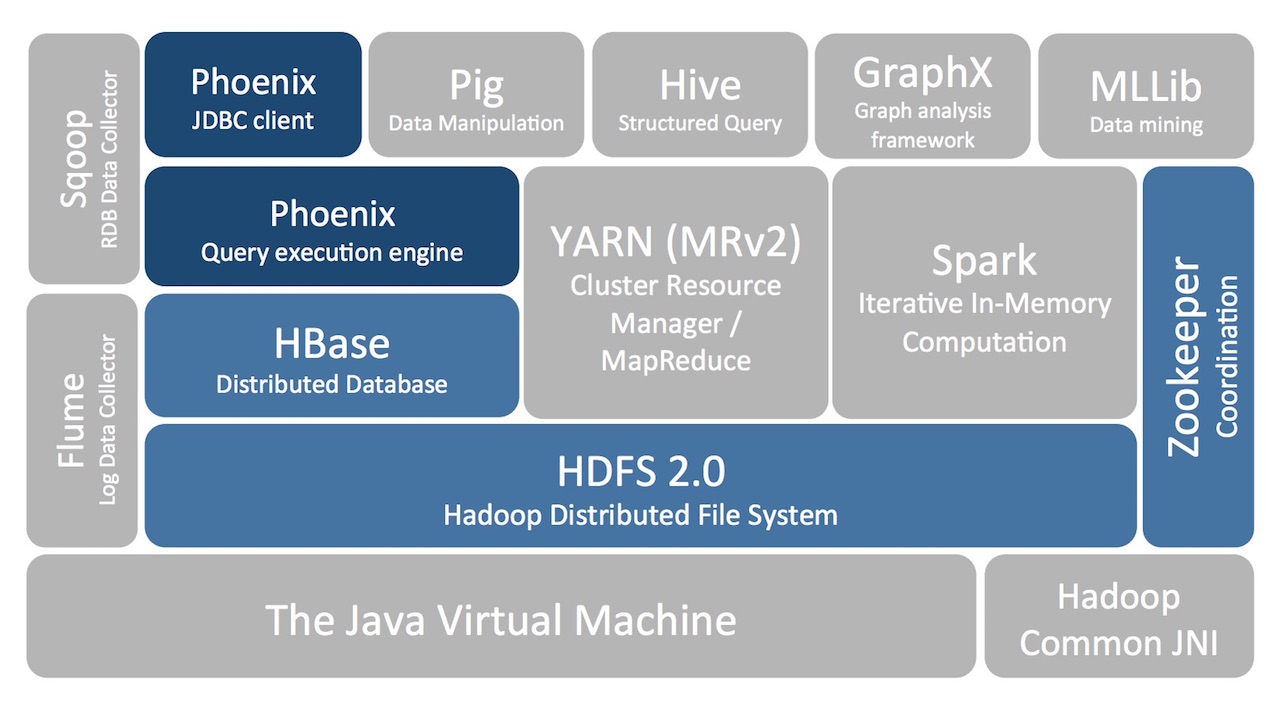 Sqoop
RDB Data Collector
Phoenix
JDBC client
Pig
Data Manipulation
Hive
Structured Query
GraphX
Graph analysis
framework
MLLib
Data mining
Phoenix
Query execution engine
YARN (MRv2)
Cluster Resource
Manager /
MapReduce
Spark
Iterative In-Memory
Computation
Zookeeper
Coordination
Flume
Log Data Collector
HBase
Distributed Database
HDFS 2.0
Hadoop Distributed File System
The Java Virtual Machine
Hadoop
Common JNI